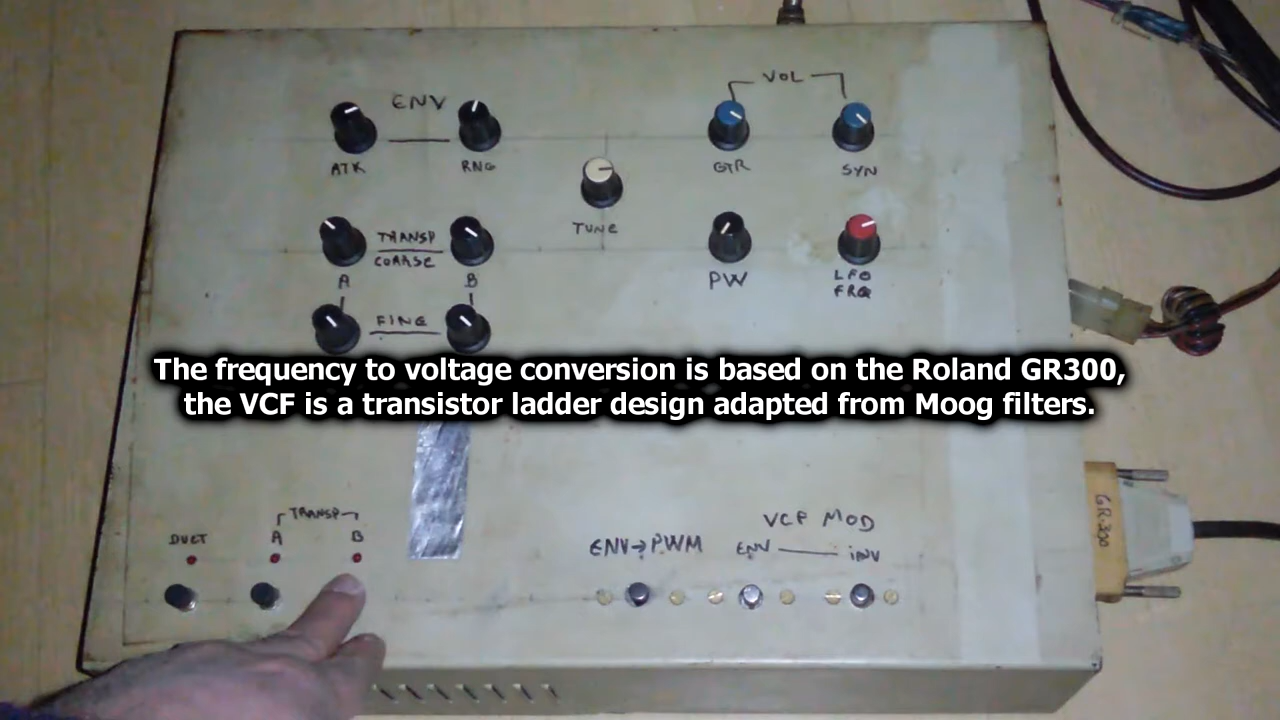 ENV
VOL
ATK
RNG
GTR
SYN
TUNE
TRANSP
COARSE
A
B
PW
LFO
FRQ
FINE
The frequency to voltage conversion is based on the Roland GR300,
the VCF is a transistor ladder design adapted from Moog filters.
TRANSP
DUET
A
B
ENV→PWM
VCF MOD
ENV
INV
GR-300